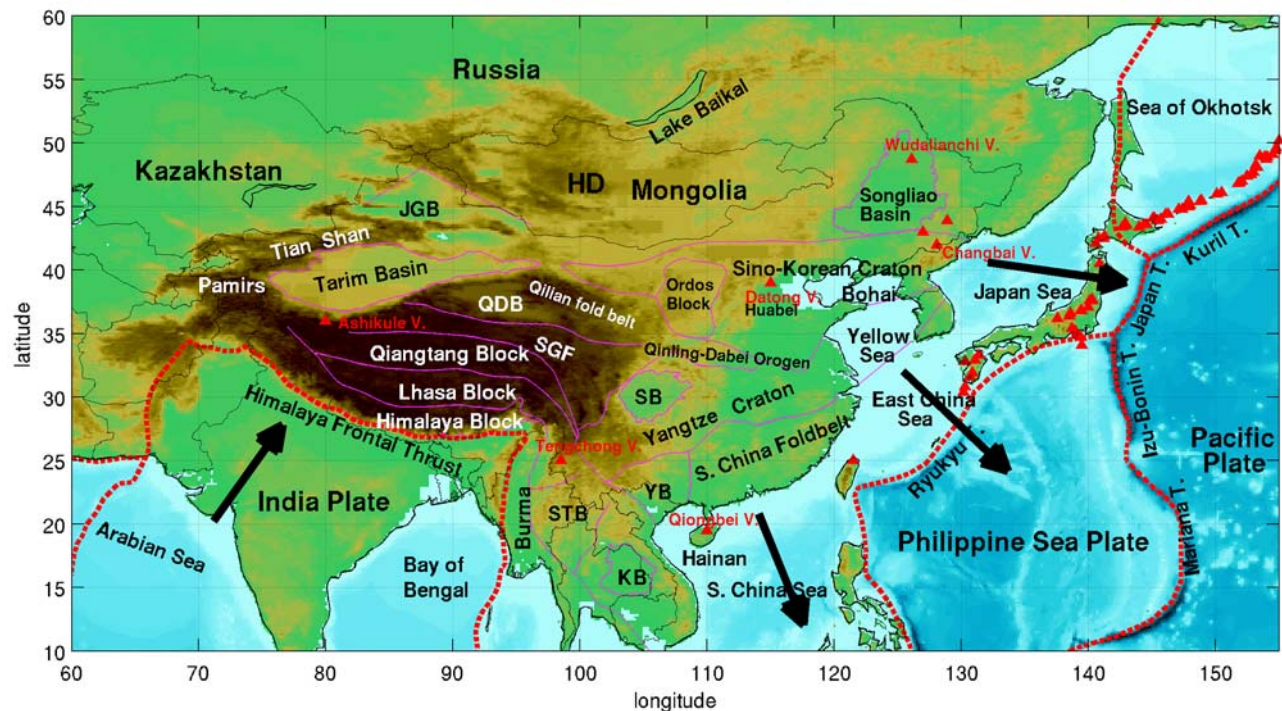 60
55
50
45
40
35
30
25
20
15
10
latitude
60
70
80
90
100
110
120
130
140
150
longitude
Russia
Lake Baikal
Sea of Okhotsk
Kazakhstan
HD
Mongolia
Wudalianchi V.
Songliao
Basin
JGB
Tian Shan
Changbai V.
Kuril T.
Pamirs
Tarim Basin
QDB
Qilian fold belt
Ordos
Block
Sino-Korean Craton
Datong V.
Huabei
Bohai
Japan Sea
Japan T.
Ashikule V.
SGF
Qiangtang Block
Qinling-Dabei Orogen
Yellow
Sea
Lhasa Block
SB
Himalaya Block
Himalaya Frontal Thrust
Yangtze Craton
East China
Sea
Izu-Bonin T.
Tengchong V.
S. China Foldbelt
Pacific
Plate
India Plate
Burma
STB
YB
Ryukyu T.
Qiongbei V.
Hainan
Philippine Sea Plate
Mariana T.
Arabian Sea
Bay of
Bengal
KB
S. China Sea